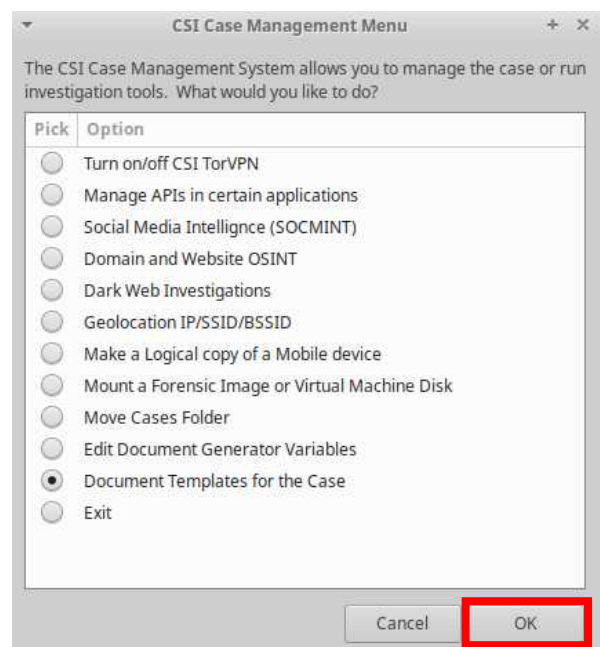 CSI Case Management Menu
The CSI Case Management System allows you to manage the case or run
investigation tools. What would you like to do?
Pick Option
Turn on/off CSI TorVPN
Manage APIs in certain applications
Social Media Intellignce (SOCMINT)
Domain and Website OSINT
Dark Web Investigations
Geolocation IP/SSID/BSSID
Make a Logical copy of a Mobile device
Mount a Forensic Image or Virtual Machine Disk
Move Cases Folder
Edit Document Generator Variables
Document Templates for the Case
Exit
Cancel OK